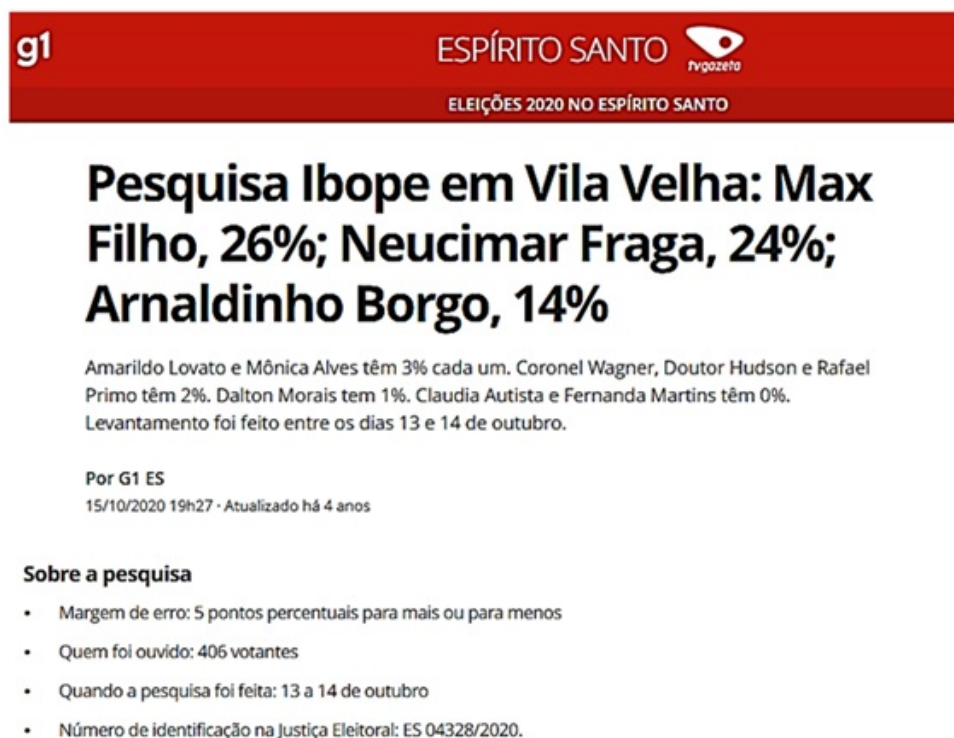 g1
ESPÍRITO SANTO
tvgazeta
ELEIÇÕES 2020 NO ESPÍRITO SANTO
Pesquisa Ibope em Vila Velha: Max
Filho, 26%; Neucimar Fraga, 24%;
Arnaldinho Borgo, 14%
Amarildo Lovato e Mônica Alves têm 3% cada um. Coronel Wagner, Doutor Hudson e Rafael
Primo têm 2%. Dalton Morais tem 1%. Claudia Autista e Fernanda Martins têm 0%.
Levantamento foi feito entre os dias 13 e 14 de outubro.
Por G1 ES
15/10/2020 19h27 · Atualizado há 4 anos
Sobre a pesquisa
• Margem de erro: 5 pontos percentuais para mais ou para menos
• Quem foi ouvido: 406 votantes
• Quando a pesquisa foi feita: 13 a 14 de outubro
• Número de identificação na Justiça Eleitoral: ES 04328/2020.